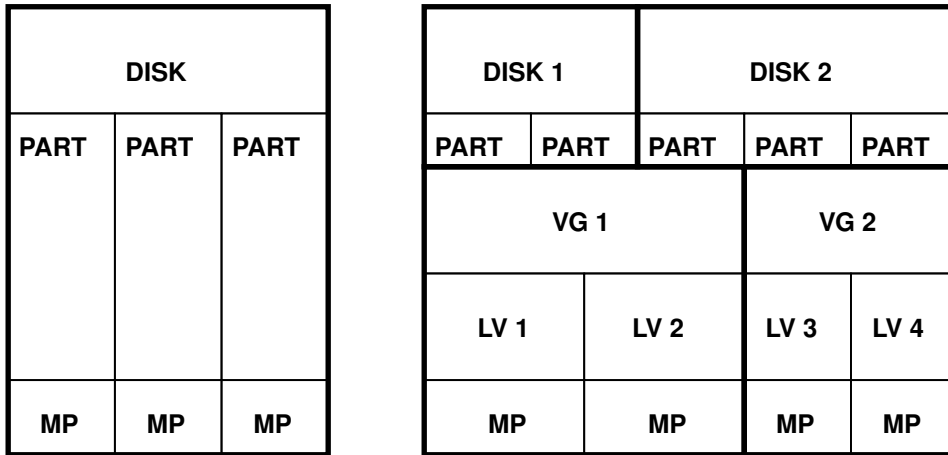 DISK
PART PART PART
MP MP MP
DISK 1 DISK 2
PART PART PART PART PART
VG 1 VG 2
LV 1 LV 2 LV 3 LV 4
MP MP MP MP